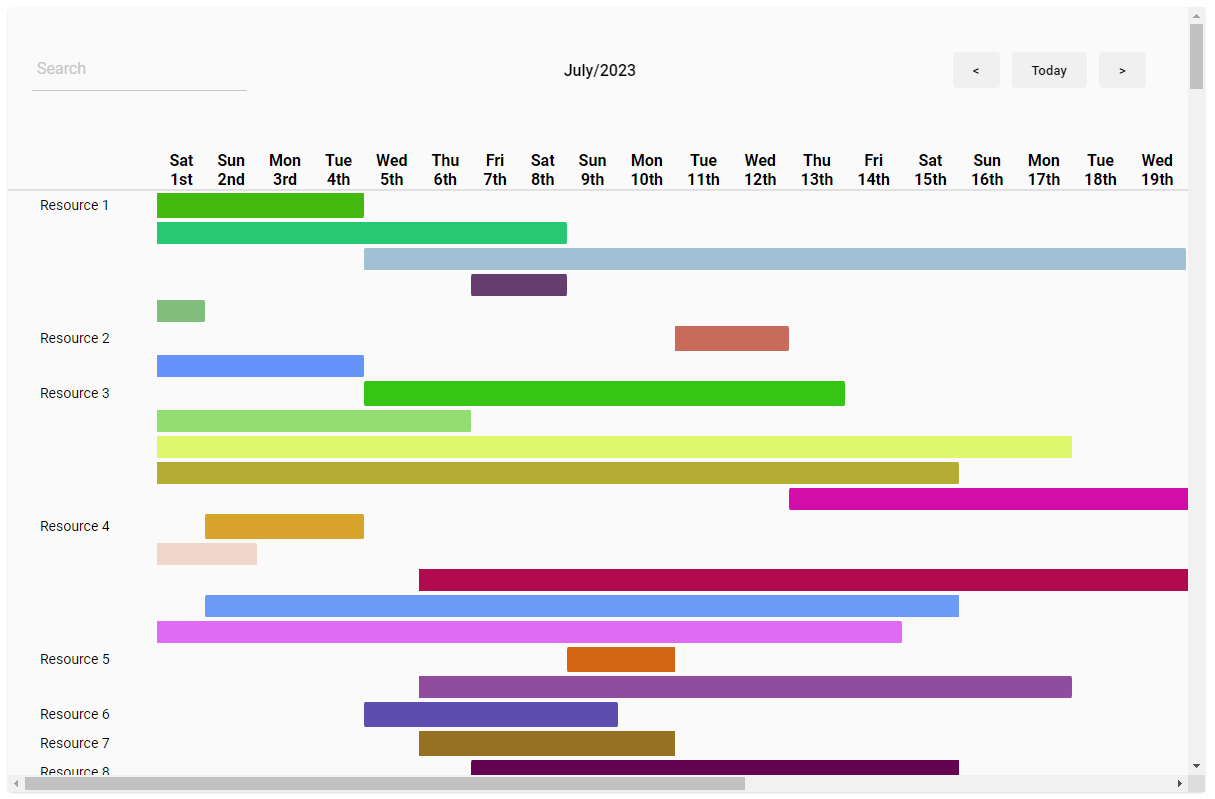 Search
July/2023
<
Today
>
Sat Sun Mon Tue Wed Thu Fri Sat Sun Mon Tue Wed Thu Fri Sat Sun Mon Tue Wed
1st 2nd 3rd 4th 5th 6th 7th 8th 9th 10th 11th 12th 13th 14th 15th 16th 17th 18th 19th
Resource 1
Resource 2
Resource 3
Resource 4
Resource 5
Resource 6
Resource 7
Resource 8